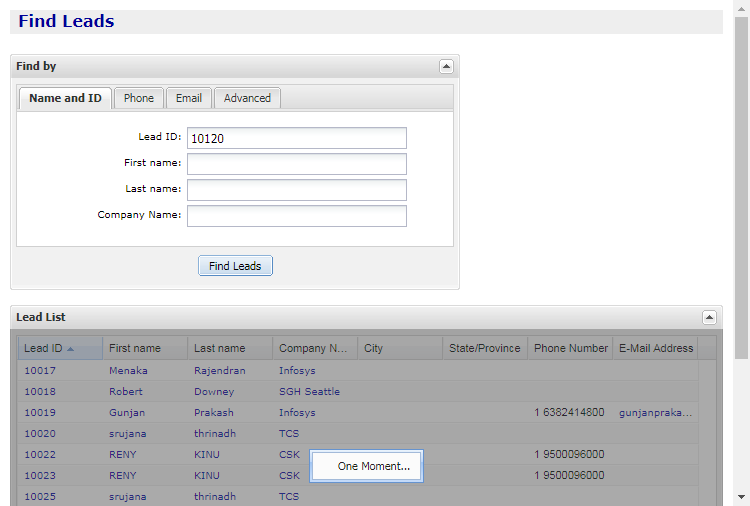 Find Leads
Find by
Name and ID Phone Email Advanced
Lead ID: 10120
First name:
Last name:
Company Name:
Find Leads
Lead List
Lead ID First name Last name Company N... City State/Province Phone Number E-Mail Address
10017 Menaka Rajendran Infosys
10018 Robert Downey SGH Seattle
10019 Gunjan Prakash Infosys 1 6382414800 gunjanpraka...
10020 srujana thrinadh TCS
10022 RENY KINU CSK 1 9500096000
One Moment...
10023 RENY KINU CSK 1 9500096000
10025 srujana thrinadh TCS